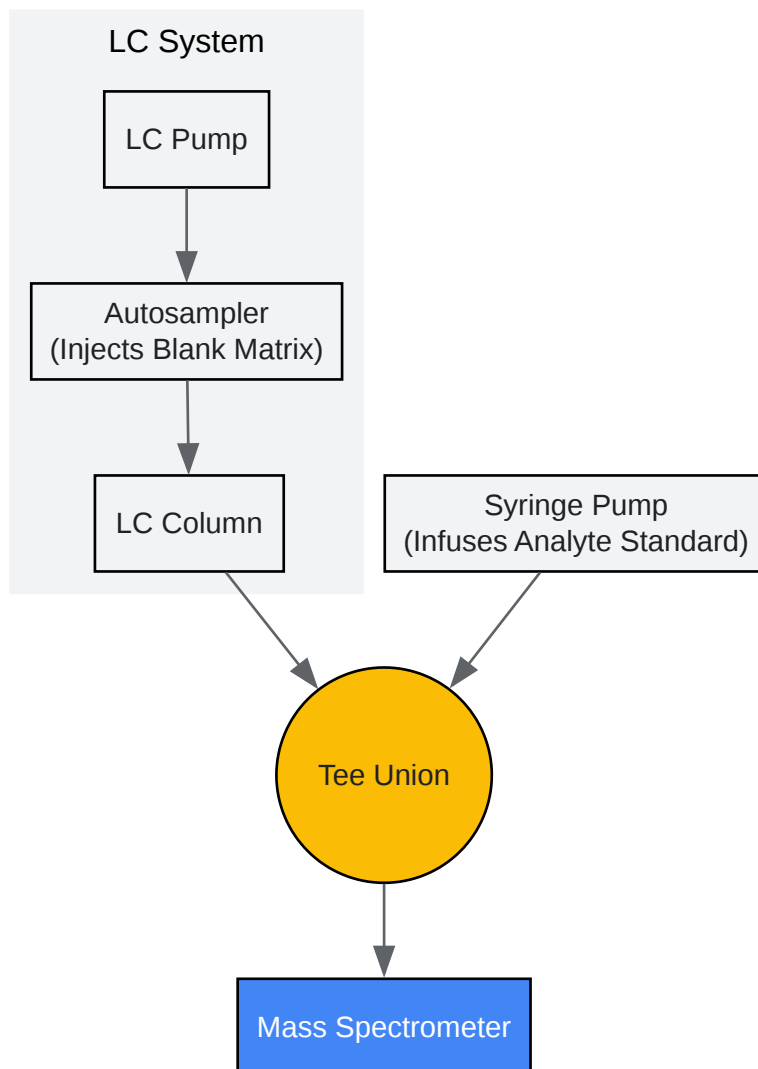 LC System
LC Pump
Autosampler
(Injects Blank Matrix)
LC Column
Syringe Pump
(Infuses Analyte Standard)
Tee Union
Mass Spectrometer